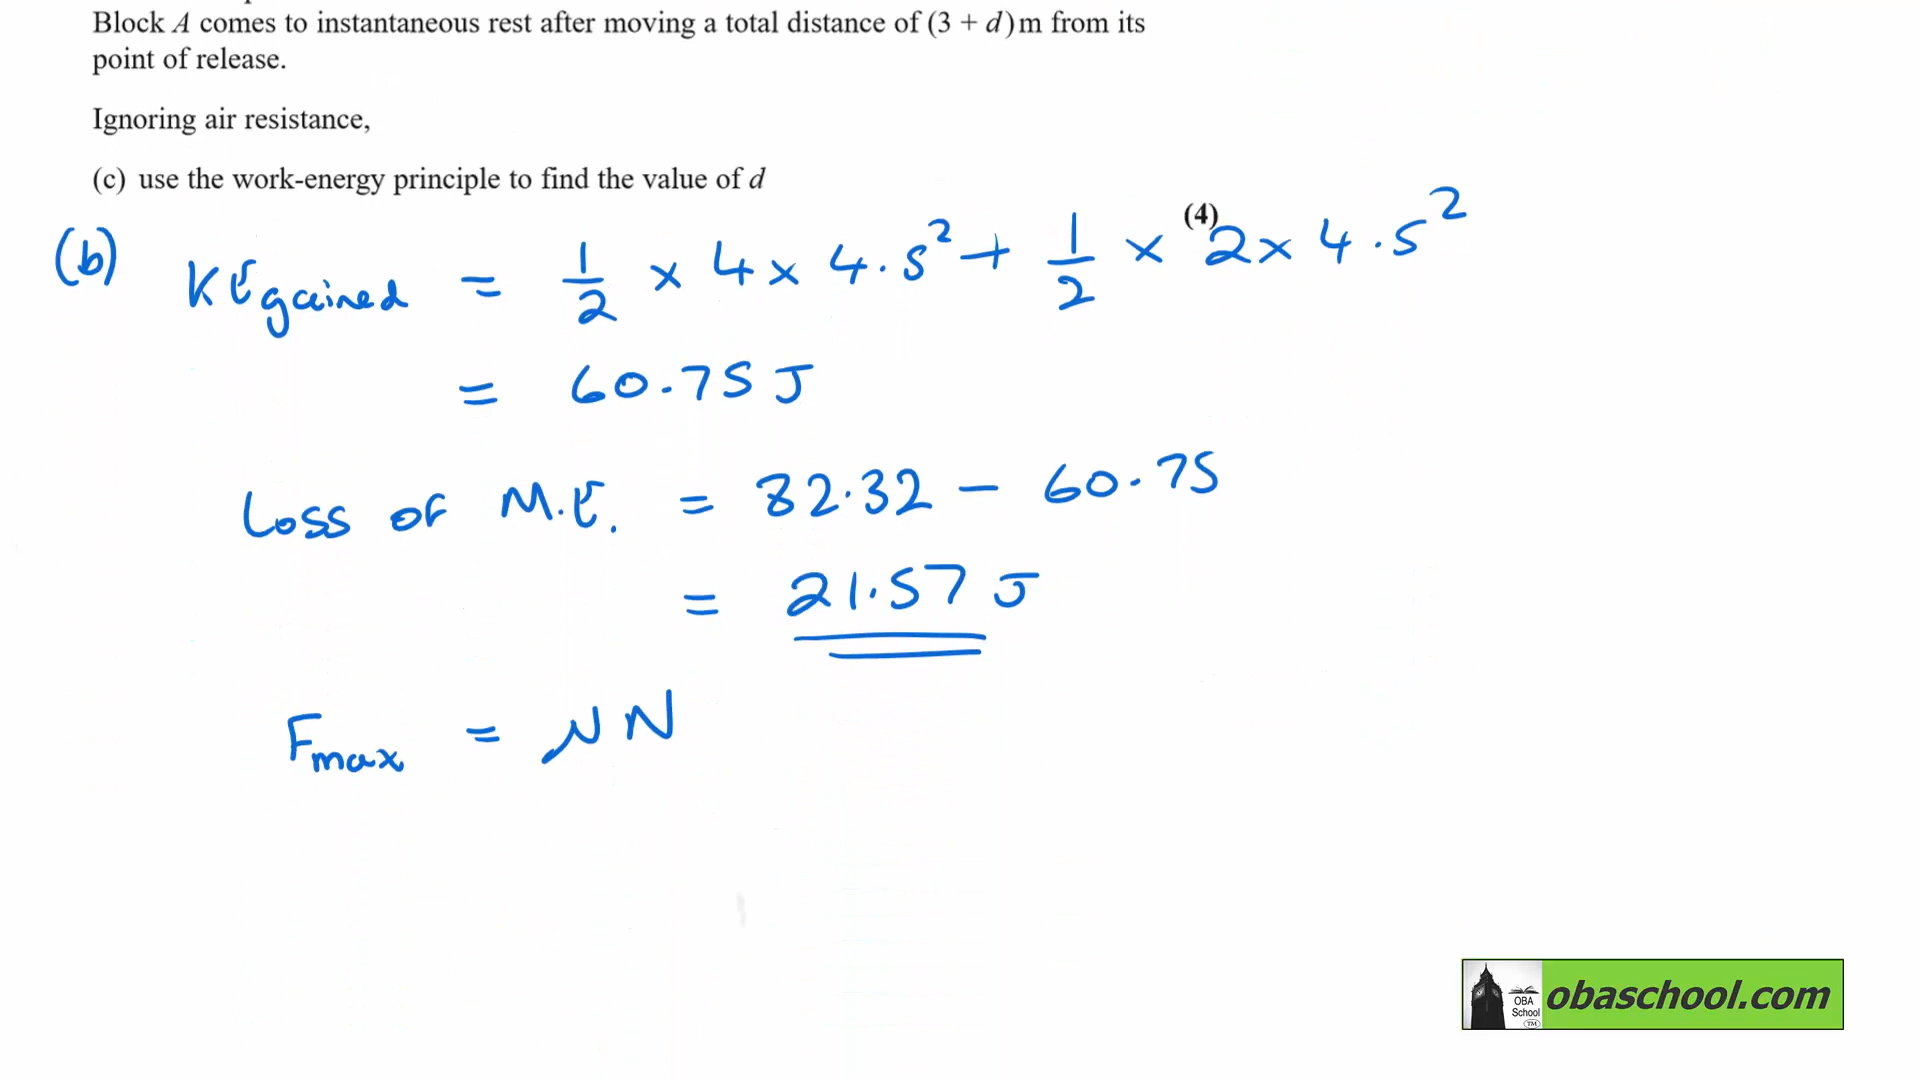 Block A comes to instantaneous rest after moving a total distance of (3 + d) m from its
point of release.
Ignoring air resistance,
(c) use the work-energy principle to find the value of d
(4)
(b) KE gained = 1/2 × 4 × 4.5² + 1/2 × 2 × 4.5²
= 60.75 J
Loss of M.E. = 82.32 − 60.75
= 21.57 J
Fmax = μN
OBA
School
TM
obaschool.com